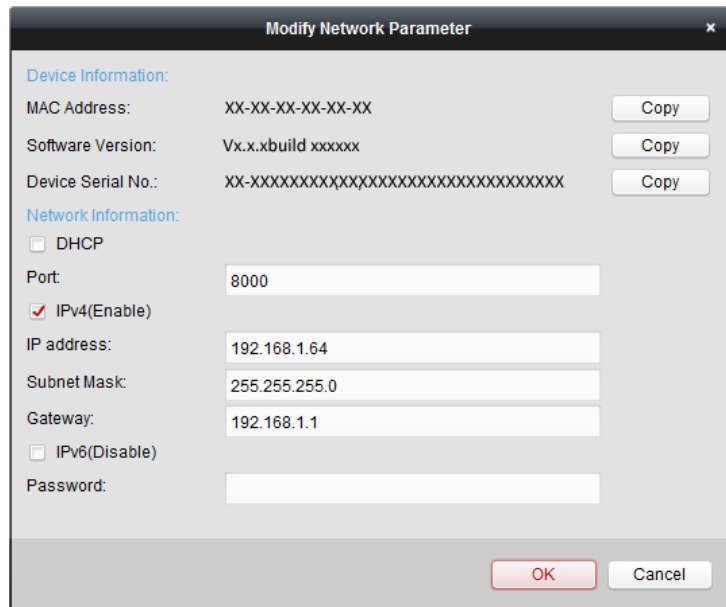 Modify Network Parameter
Device Information:
MAC Address: XX-XX-XX-XX-XX-XX Copy
Software Version: Vx.x.xbuild xxxxxx Copy
Device Serial No.: XX-XXXXXXXXXXXXXXXXXXXXXXXXXXXXXXX Copy
Network Information:
DHCP
Port: 8000
IPv4(Enable)
IP address: 192.168.1.64
Subnet Mask: 255.255.255.0
Gateway: 192.168.1.1
IPv6(Disable)
Password:
OK Cancel